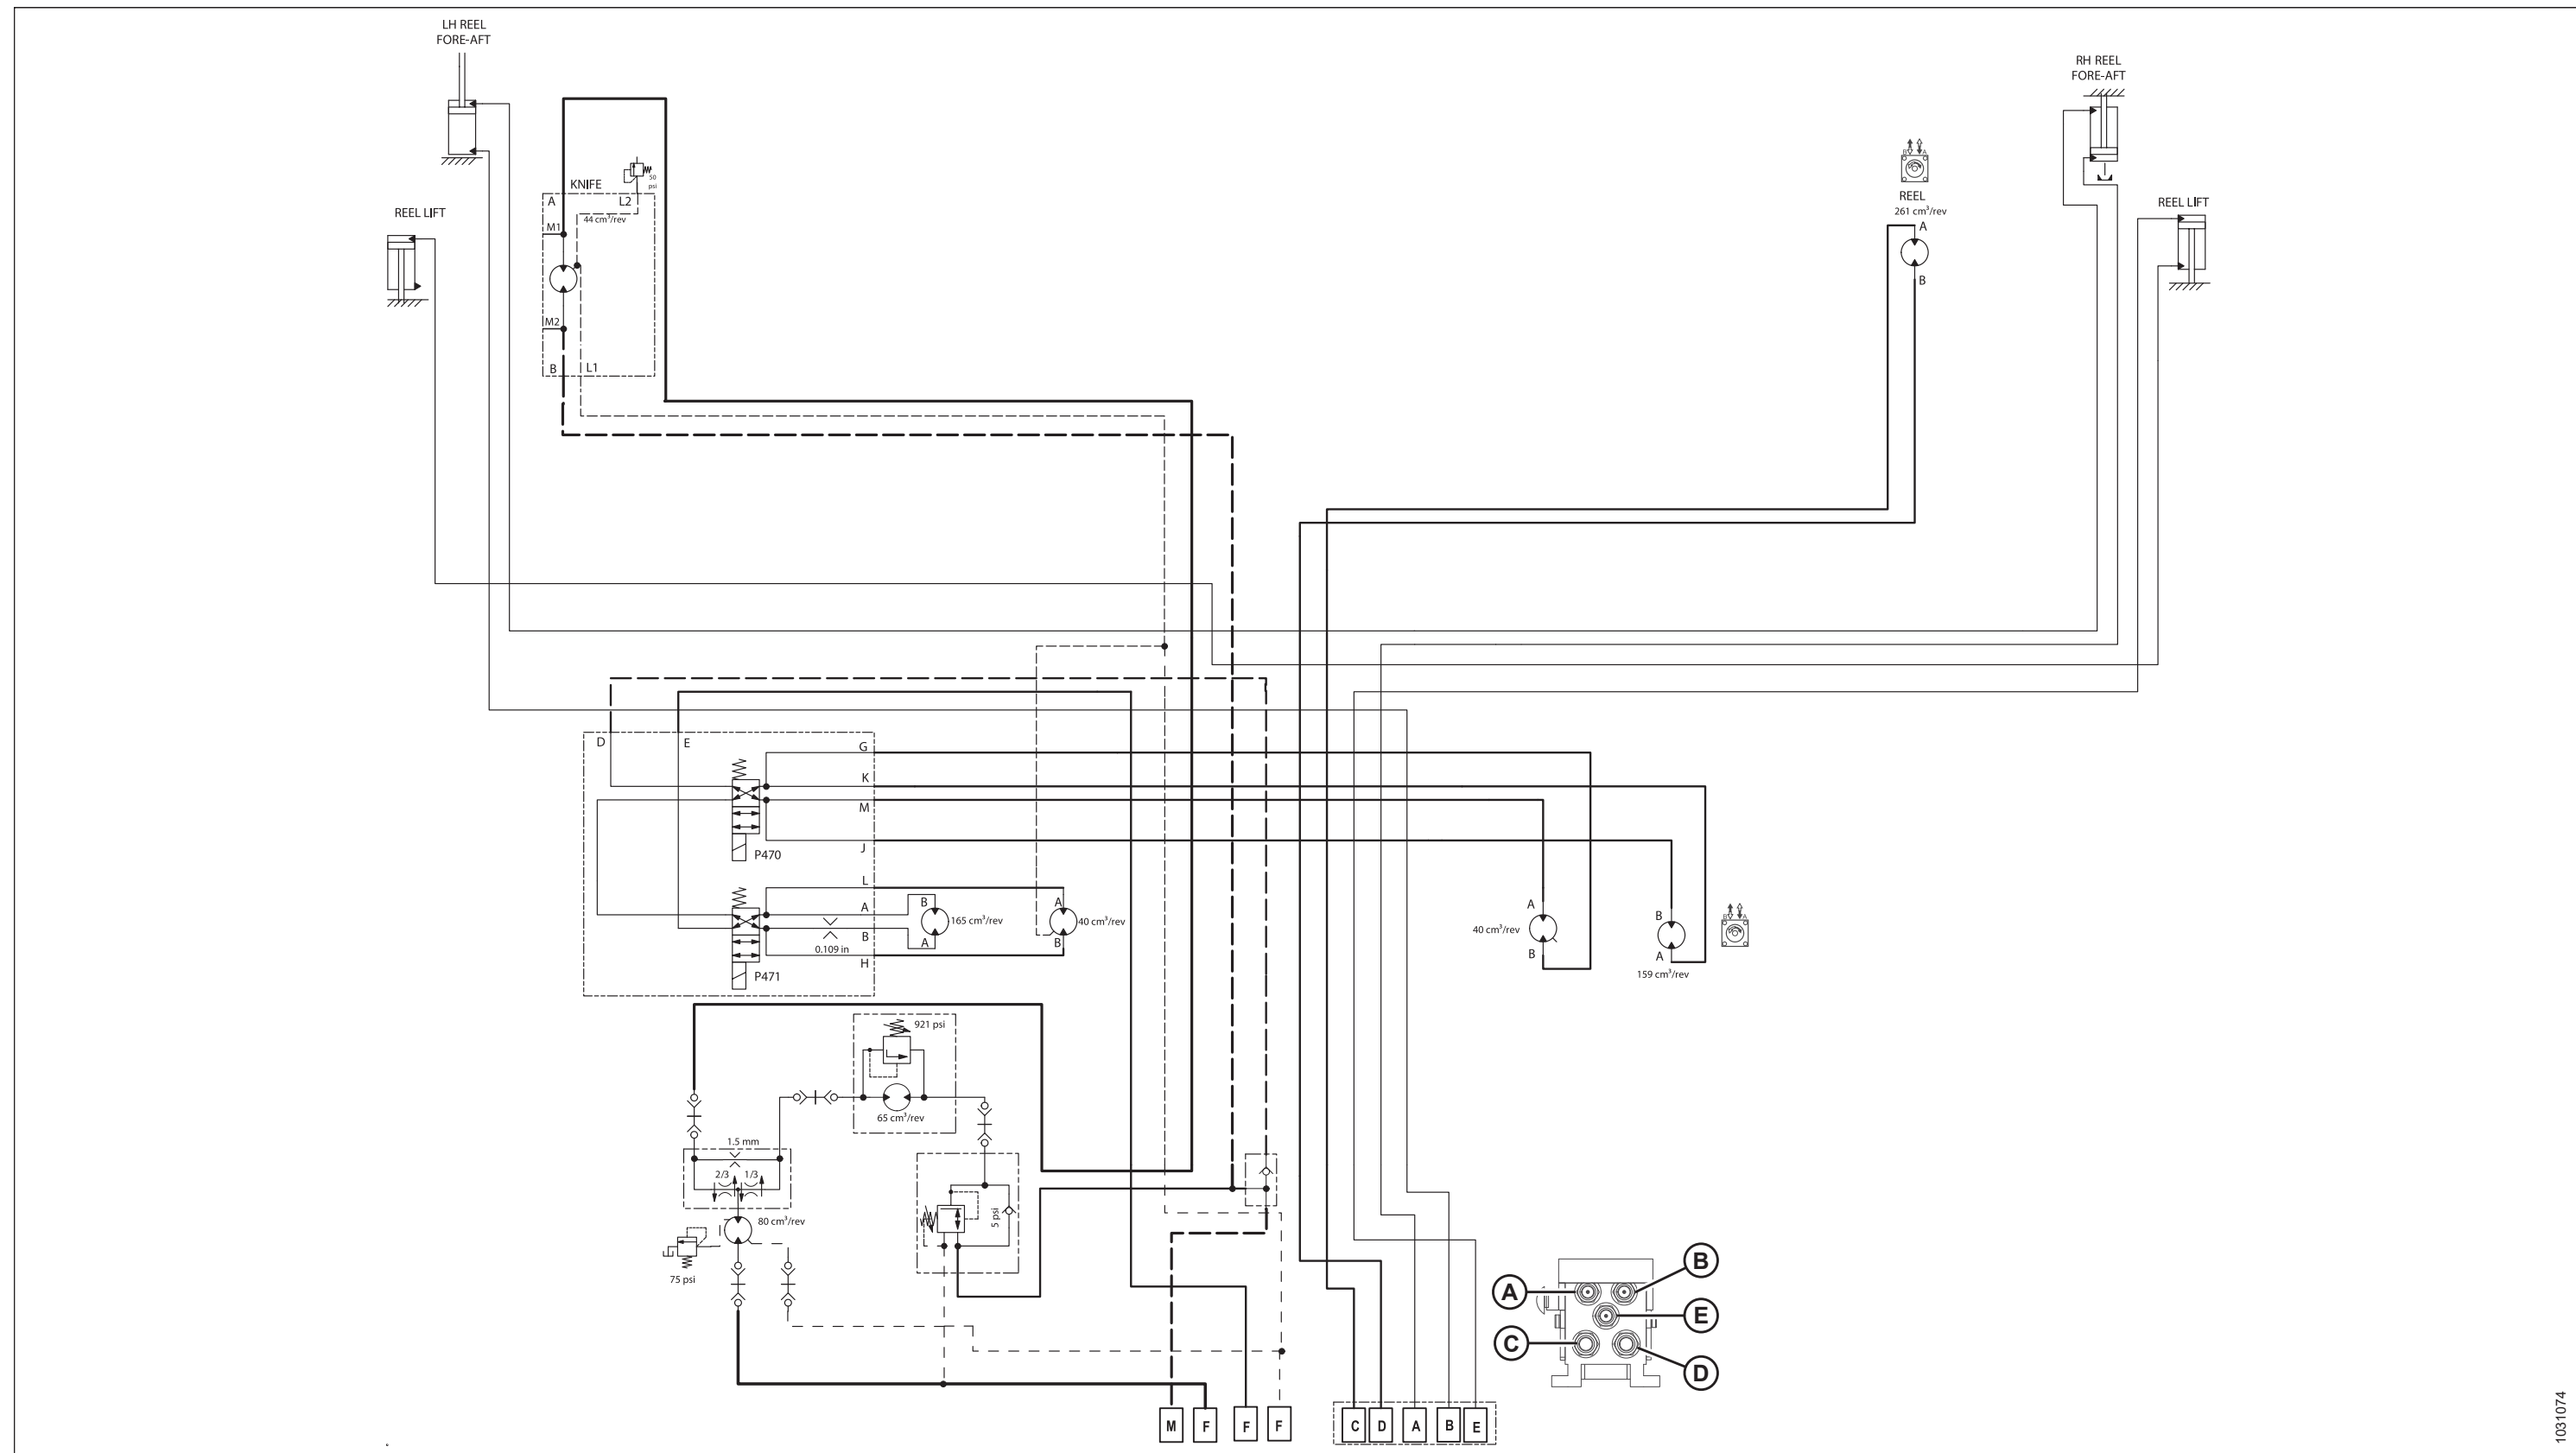 LH REEL
FORE-AFT
RH REEL
FORE-AFT
KNIFE
50
psi
A
L2
44 cm³/rev
M1
M2
B
L1
REEL LIFT
B A
REEL
261 cm³/rev
A
B
REEL LIFT
D
E
G
K
M
J
P470
L
A
B
H
0.109 in
P471
B
165 cm³/rev
A
A
40 cm³/rev
B
A
40 cm³/rev
B
B
A
159 cm³/rev
B A
921 psi
65 cm³/rev
1.5 mm
2/3
1/3
80 cm³/rev
75 psi
5 psi
A
B
E
C
D
M
F
F
F
C
D
A
B
E
1031074